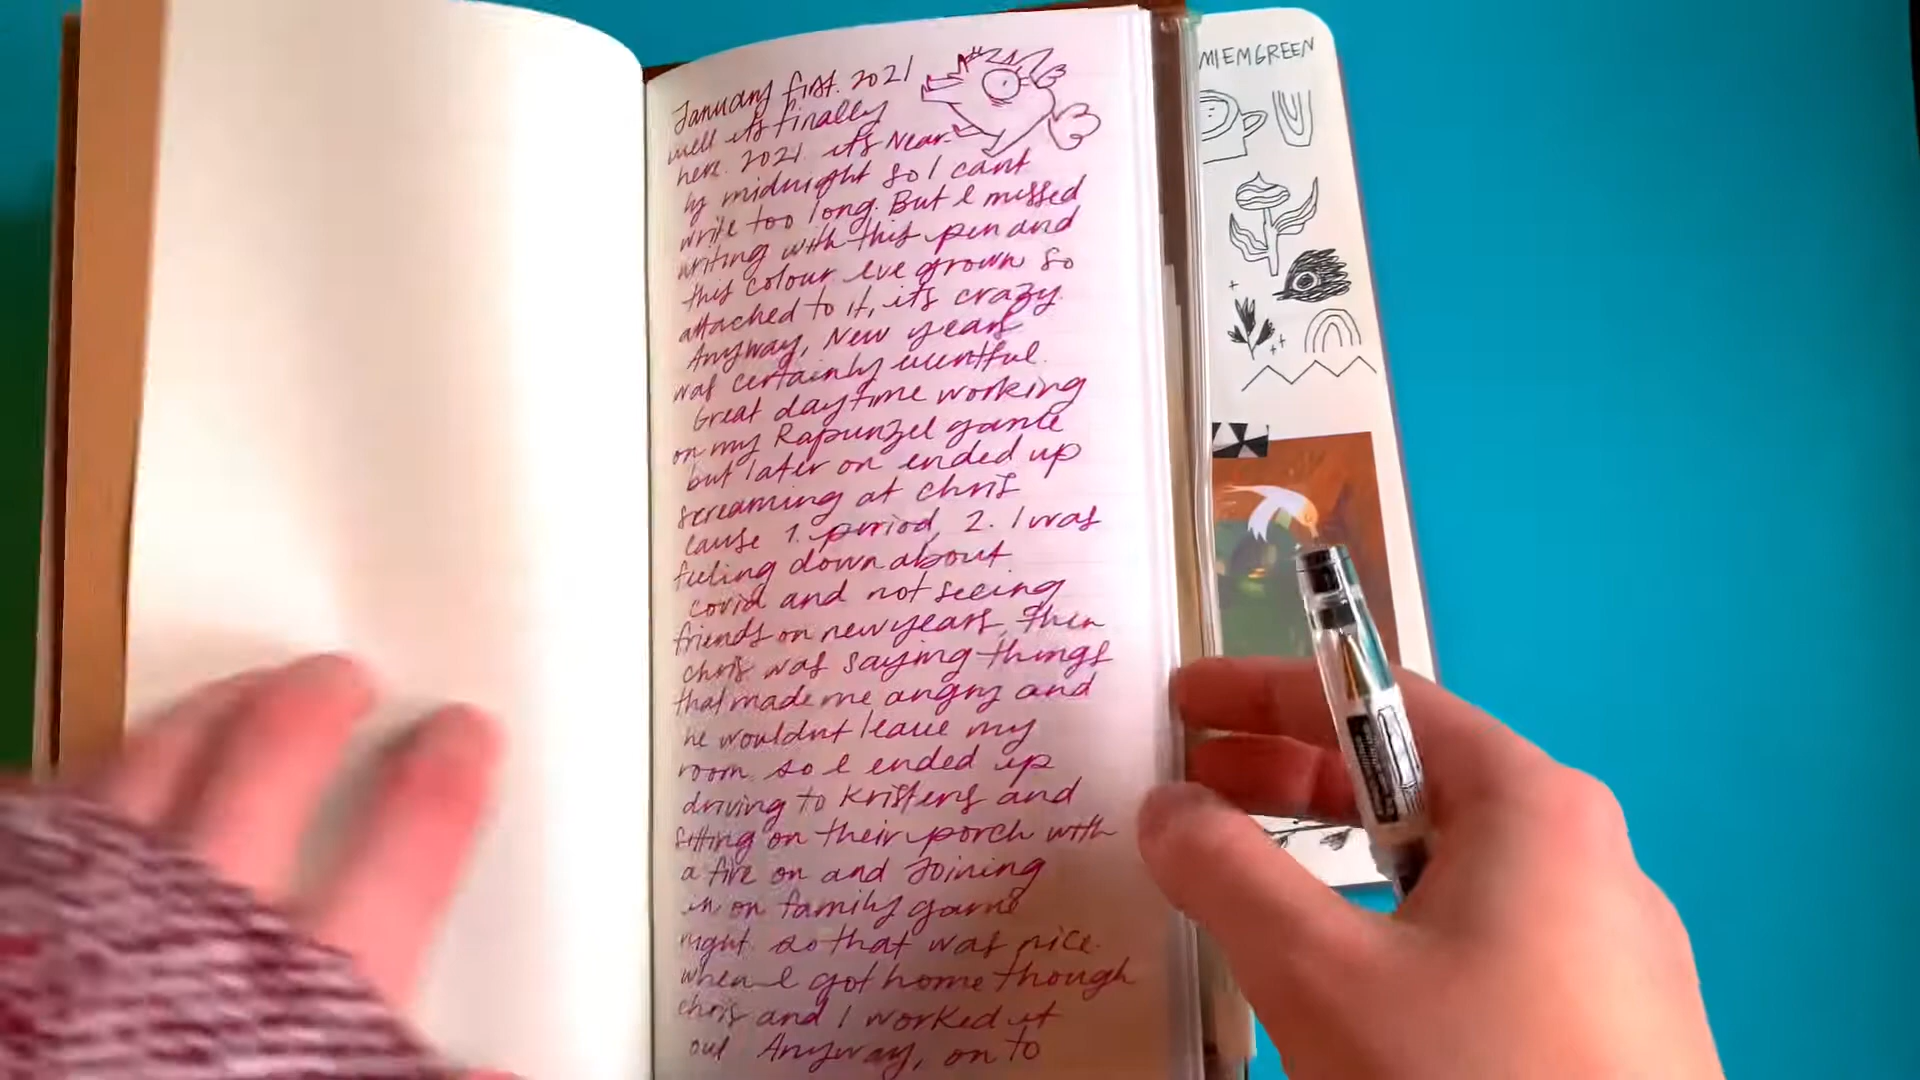 January first. 2021
well its finally
here. 2021. its Near-
ly midnight so I cant
write too long. But I missed
writing with this pen and
this colour. Ive grown so
attached to it, its crazy.
Anyway, New years
was certainly eventful.
Great daytime working
on my Rapunzel game
but later on ended up
screaming at Chris
cause 1. period, 2. I was
feeling down about
covid and not seeing
friends on newyears. Then
chris was saying things
that made me angry and
he wouldnt leave my
room. so I ended up
driving to Kristens and
sitting on their porch with
a fire on and Joining
in on family game
night. so that was nice.
when I got home though
chris and I worked it
out. Anyway, on to
MIEMGREEN